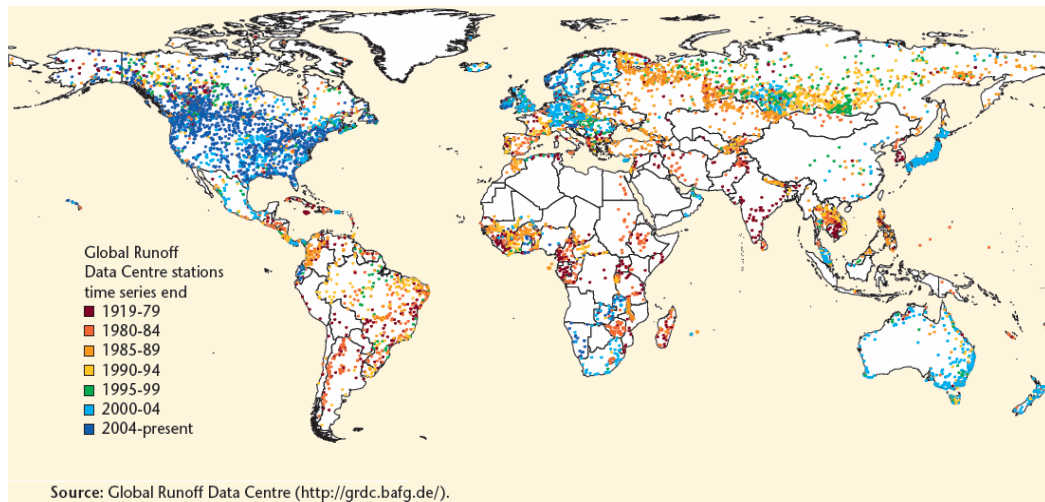 Global Runoff
Data Centre stations
time series end
1919-79
1980-84
1985-89
1990-94
1995-99
2000-04
2004-present
Source: Global Runoff Data Centre (http://grdc.bafg.de/).